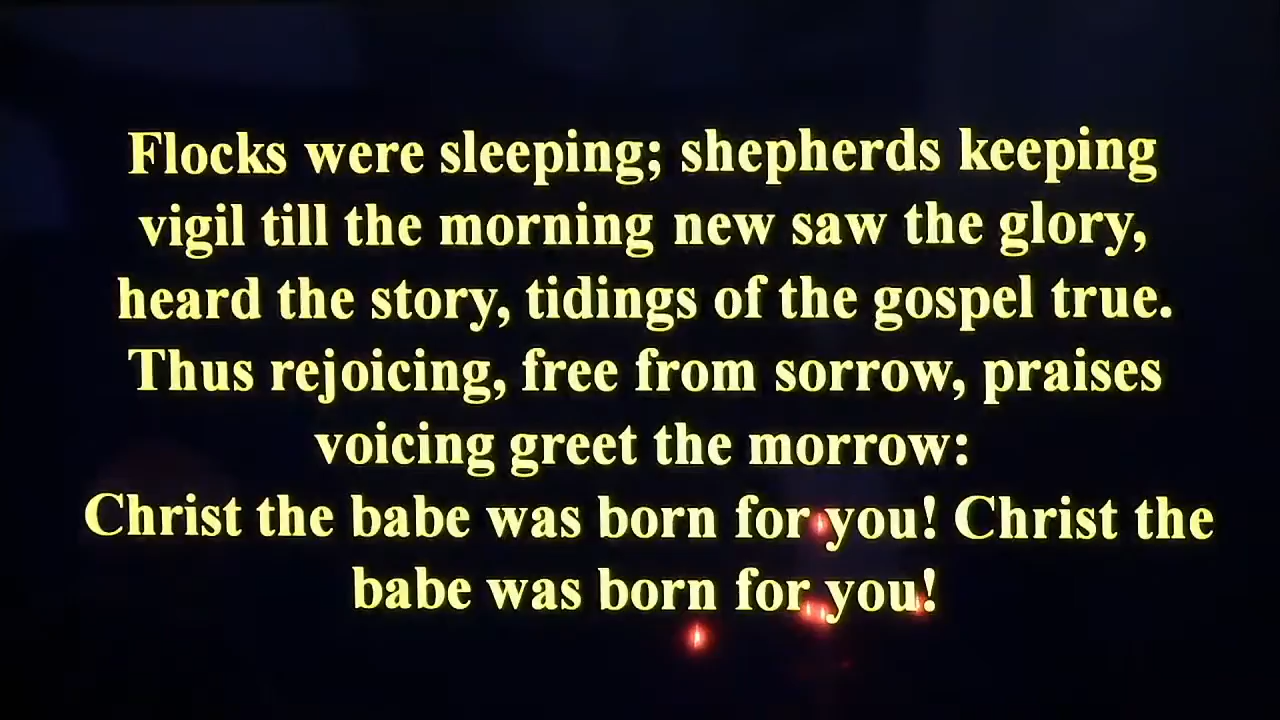 Flocks were sleeping; shepherds keeping
vigil till the morning new saw the glory,
heard the story, tidings of the gospel true.
Thus rejoicing, free from sorrow, praises
voicing greet the morrow:
Christ the babe was born for you! Christ the
babe was born for you!